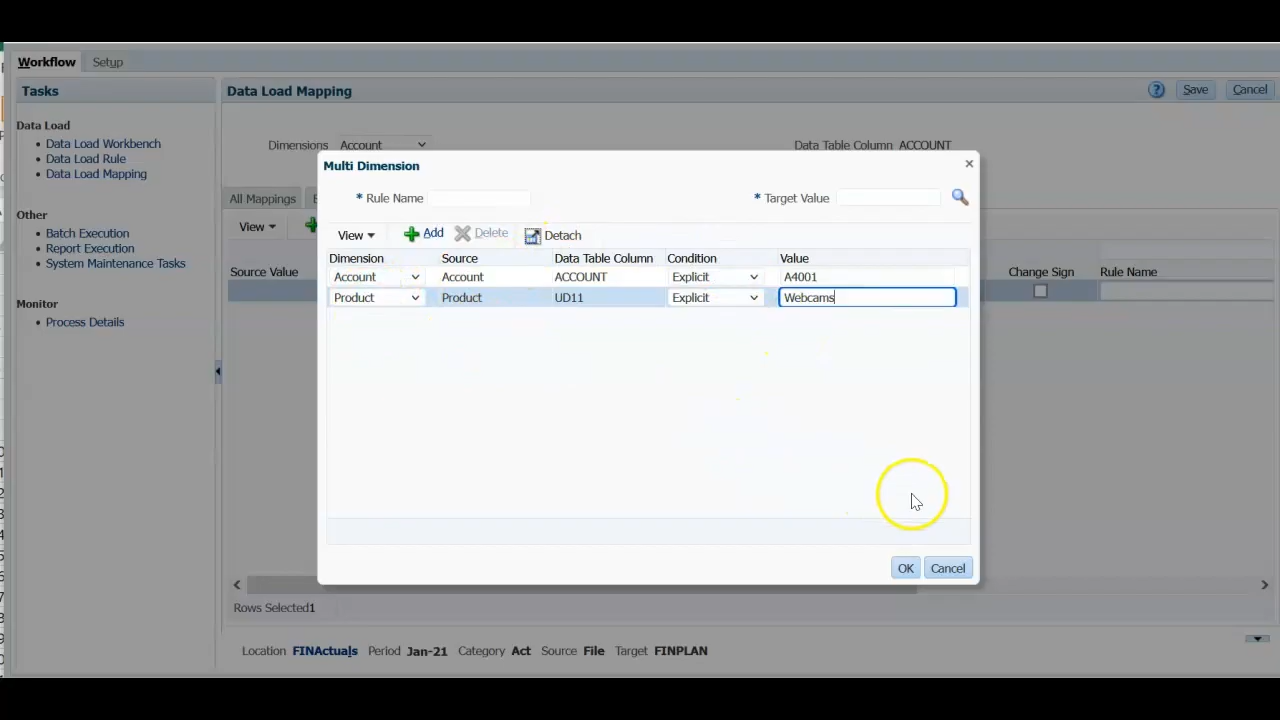 Workflow Setup
Tasks
Data Load Mapping
Save Cancel
Data Load
Data Load Workbench
Data Load Rule
Data Load Mapping
Other
Batch Execution
Report Execution
System Maintenance Tasks
Monitor
Process Details
Dimensions Account
Data Table Column ACCOUNT
All Mappings
View
Source Value
Change Sign Rule Name
Multi Dimension
* Rule Name
* Target Value
View Add Delete Detach
Dimension Source Data Table Column Condition Value
Account Account ACCOUNT Explicit A4001
Product Product UD11 Explicit Webcams
OK Cancel
Rows Selected1
Location FINActuals Period Jan-21 Category Act Source File Target FINPLAN